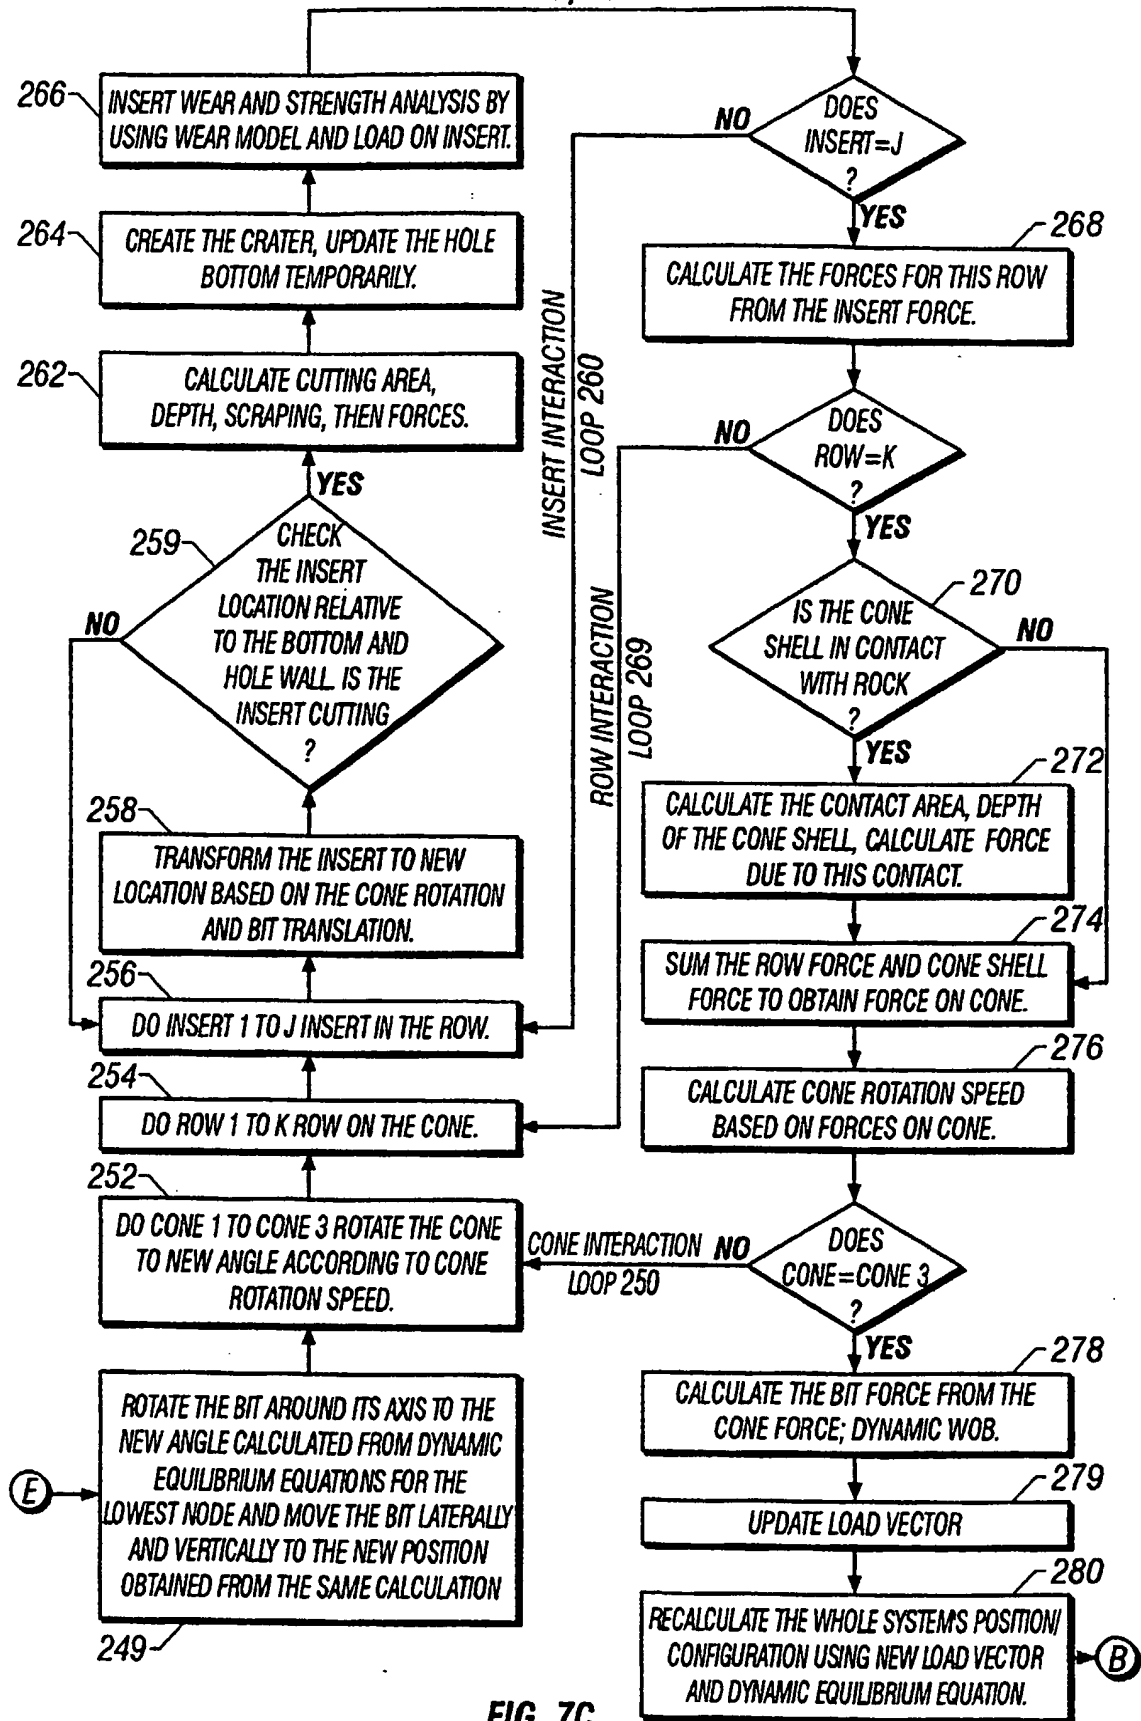 266
INSERT WEAR AND STRENGTH ANALYSIS BY
USING WEAR MODEL AND LOAD ON INSERT.
264
CREATE THE CRATER, UPDATE THE HOLE
BOTTOM TEMPORARILY.
262
CALCULATE CUTTING AREA,
DEPTH, SCRAPING, THEN FORCES.
YES
259
CHECK
THE INSERT
LOCATION RELATIVE
TO THE BOTTOM AND
HOLE WALL. IS THE
INSERT CUTTING
?
NO
258
TRANSFORM THE INSERT TO NEW
LOCATION BASED ON THE CONE ROTATION
AND BIT TRANSLATION.
256
DO INSERT 1 TO J INSERT IN THE ROW.
254
DO ROW 1 TO K ROW ON THE CONE.
252
DO CONE 1 TO CONE 3 ROTATE THE CONE
TO NEW ANGLE ACCORDING TO CONE
ROTATION SPEED.
E
ROTATE THE BIT AROUND ITS AXIS TO THE
NEW ANGLE CALCULATED FROM DYNAMIC
EQUILIBRIUM EQUATIONS FOR THE
LOWEST NODE AND MOVE THE BIT LATERALLY
AND VERTICALLY TO THE NEW POSITION
OBTAINED FROM THE SAME CALCULATION
249
INSERT INTERACTION
LOOP 260
ROW INTERACTION
LOOP 269
CONE INTERACTION
LOOP 250
DOES
INSERT=J
?
NO
YES
268
CALCULATE THE FORCES FOR THIS ROW
FROM THE INSERT FORCE.
DOES
ROW=K
?
NO
YES
270
IS THE CONE
SHELL IN CONTACT
WITH ROCK
?
NO
YES
272
CALCULATE THE CONTACT AREA, DEPTH
OF THE CONE SHELL, CALCULATE FORCE
DUE TO THIS CONTACT.
274
SUM THE ROW FORCE AND CONE SHELL
FORCE TO OBTAIN FORCE ON CONE.
276
CALCULATE CONE ROTATION SPEED
BASED ON FORCES ON CONE.
DOES
CONE=CONE 3
?
NO
YES
278
CALCULATE THE BIT FORCE FROM THE
CONE FORCE; DYNAMIC WOB.
279
UPDATE LOAD VECTOR
280
RECALCULATE THE WHOLE SYSTEM'S POSITION/
CONFIGURATION USING NEW LOAD VECTOR
AND DYNAMIC EQUILIBRIUM EQUATION.
B
FIG. 7C